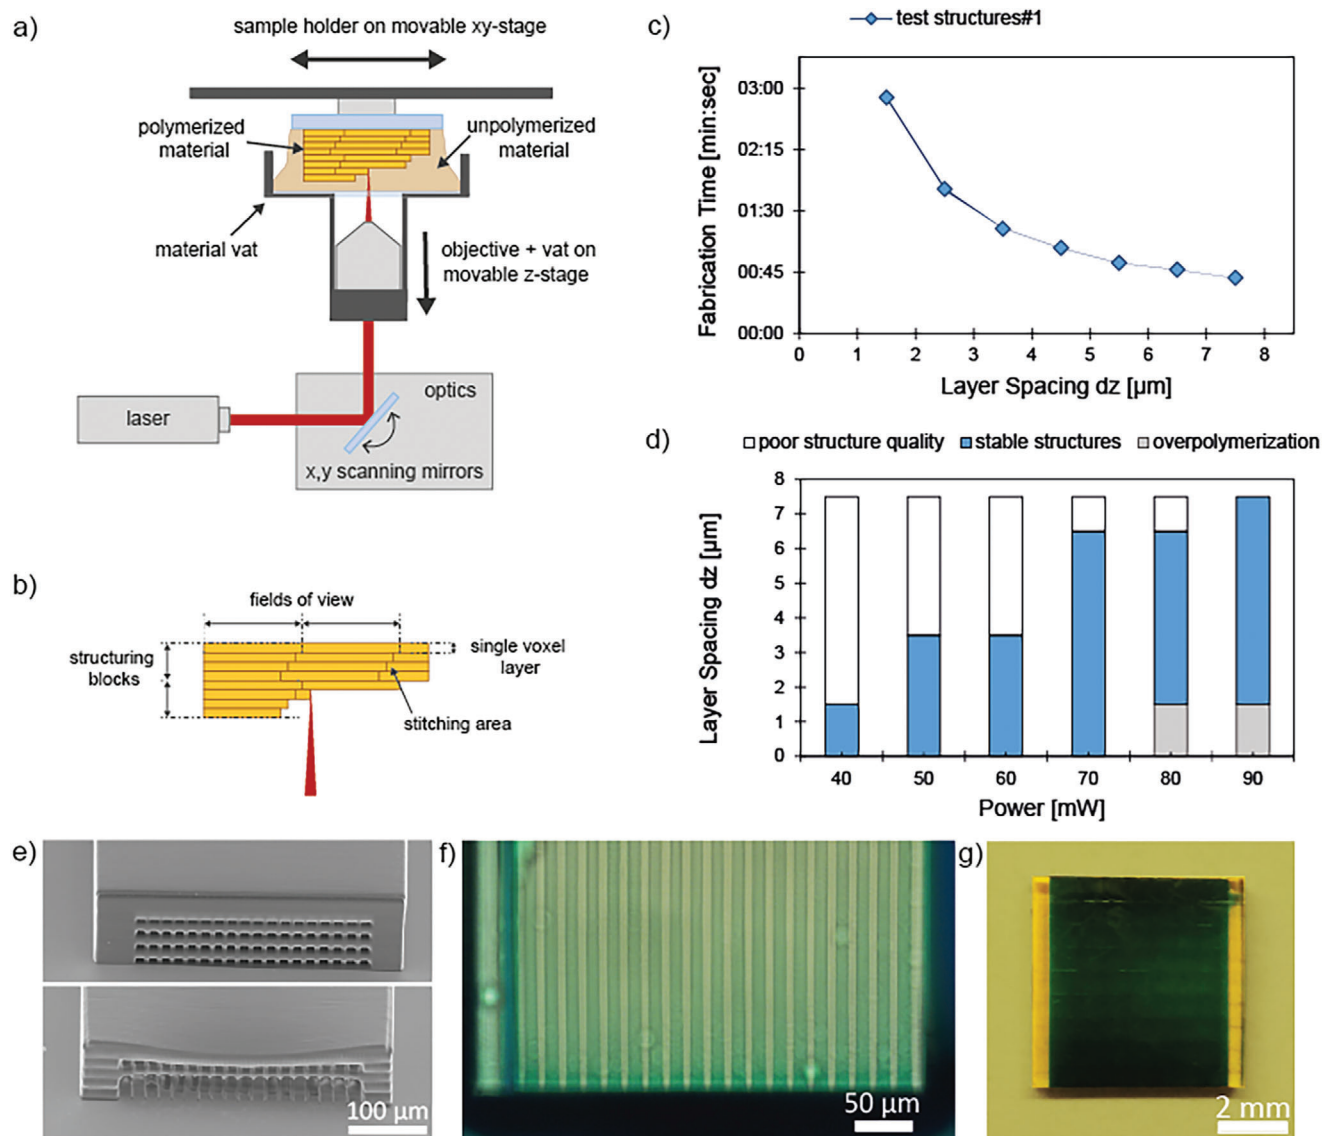 a)
sample holder on movable xy-stage
polymerized
material
unpolymerized
material
material vat
objective + vat on
movable z-stage
laser
optics
x,y scanning mirrors
b)
fields of view
structuring
blocks
single voxel
layer
stitching area
c)
test structures#1
Fabrication Time [min:sec]
03:00
02:15
01:30
00:45
00:00
0 1 2 3 4 5 6 7 8
Layer Spacing dz [µm]
d)
poor structure quality stable structures overpolymerization
Layer Spacing dz [µm]
8
7
6
5
4
3
2
1
0
40 50 60 70 80 90
Power [mW]
e)
100 µm
f)
50 µm
g)
2 mm